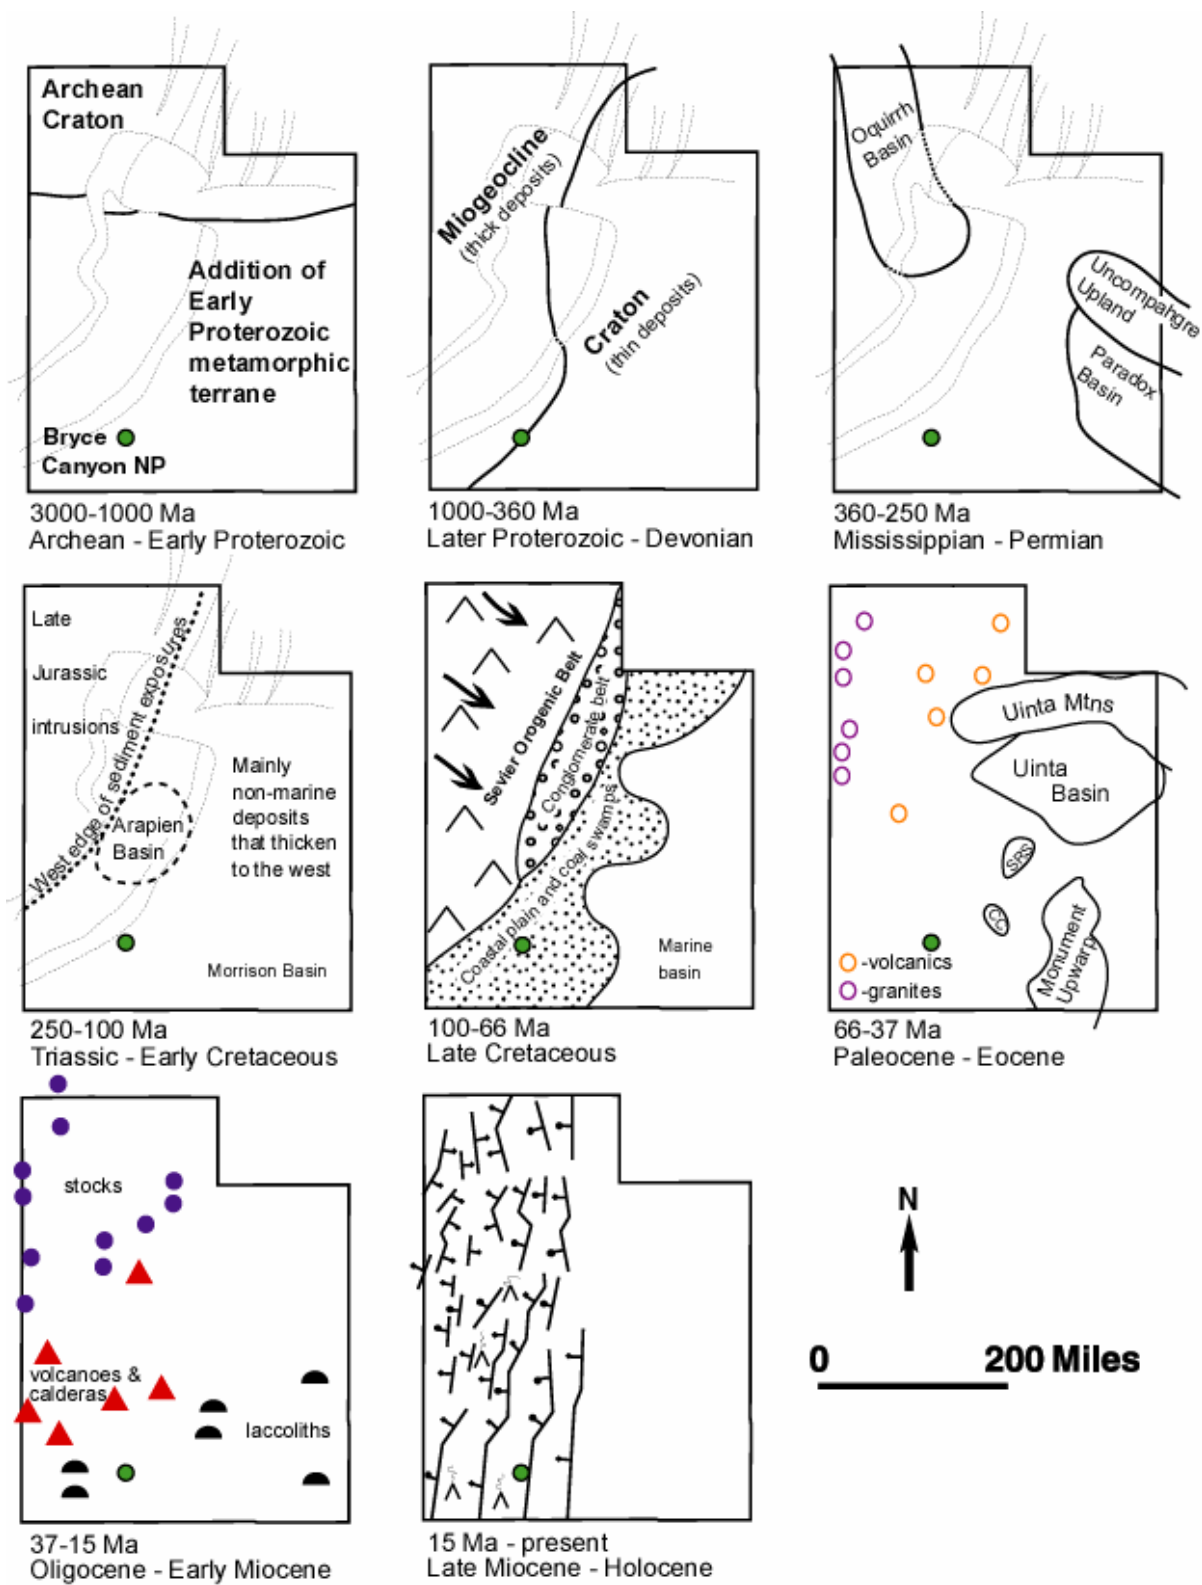 Archean
Craton
Addition of
Early
Proterozoic
metamorphic
terrane
Bryce
Canyon NP
3000-1000 Ma
Archean - Early Proterozoic
Miogeocline
(thick deposits)
Craton
(thin deposits)
1000-360 Ma
Later Proterozoic - Devonian
Oquirrh
Basin
Uncompahgre
Upland
Paradox
Basin
360-250 Ma
Mississippian - Permian
Late
Jurassic
intrusions
West edge of sediment exposures
Arapien
Basin
Mainly
non-marine
deposits
that thicken
to the west
Morrison Basin
250-100 Ma
Triassic - Early Cretaceous
Sevier Orogenic Belt
Conglomerate belt
Coastal plain and coal swamps
Marine
basin
100-66 Ma
Late Cretaceous
Uinta Mtns
Uinta
Basin
SRS
CC
Monument
Upwarp
-volcanics
-granites
66-37 Ma
Paleocene - Eocene
stocks
volcanoes &
calderas
laccoliths
37-15 Ma
Oligocene - Early Miocene
15 Ma - present
Late Miocene - Holocene
N
0 200 Miles